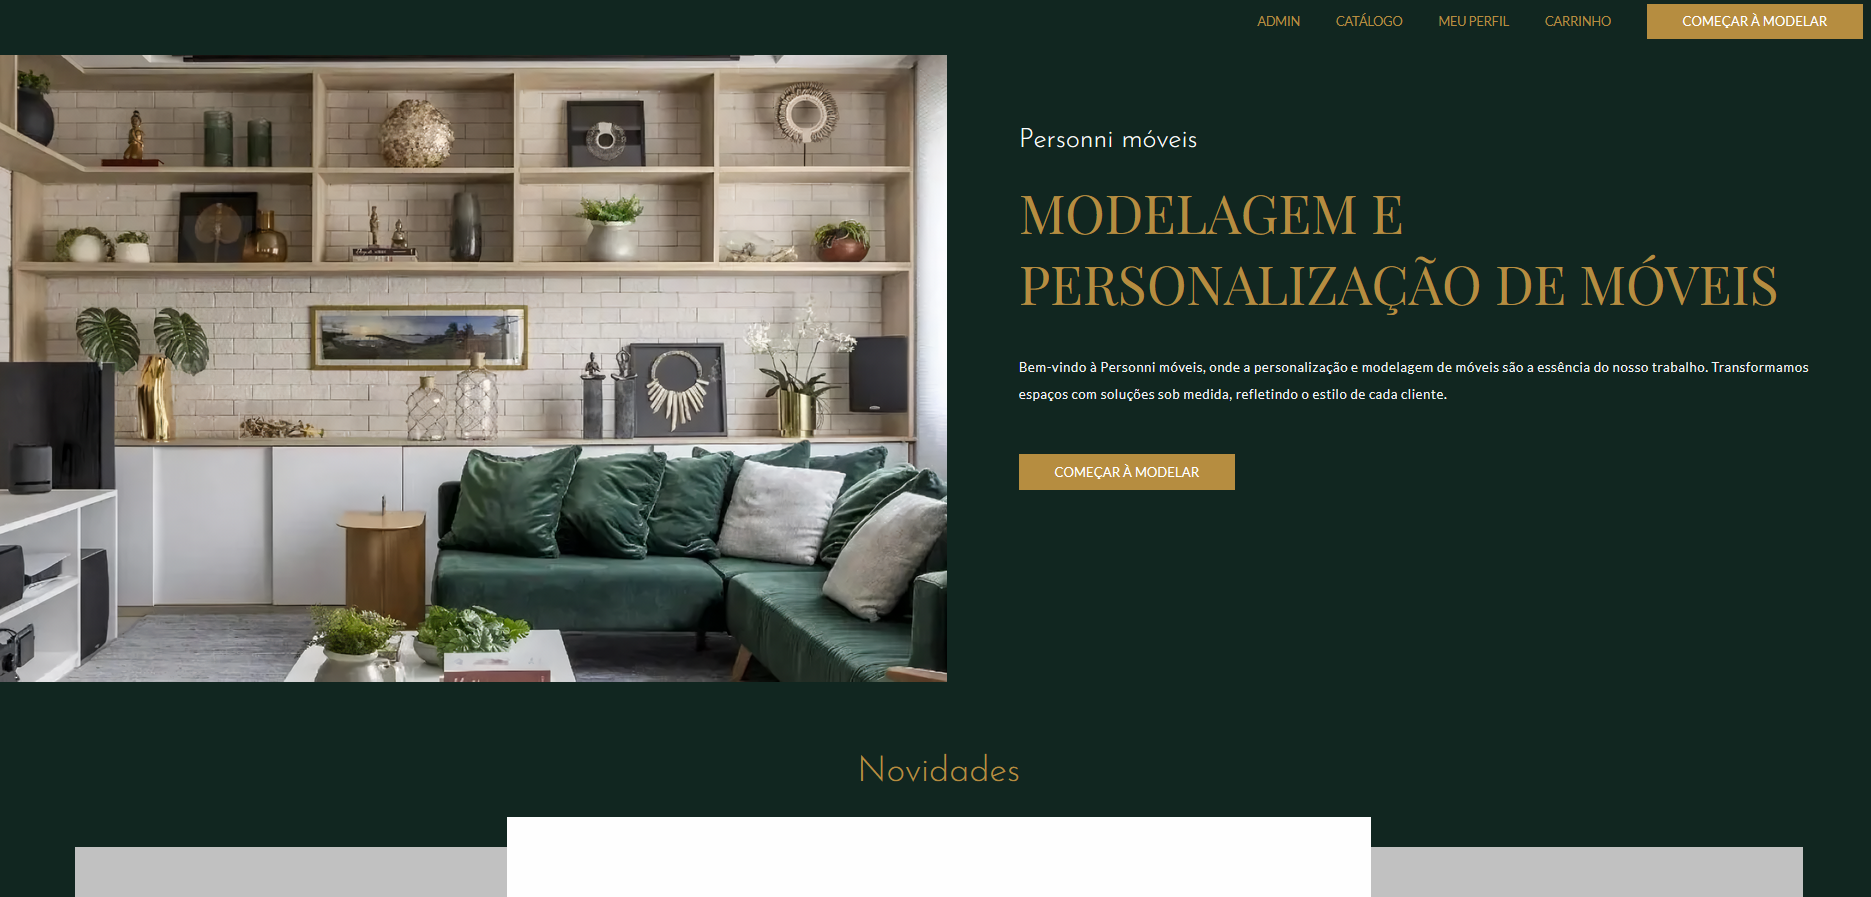 ADMIN CATÁLOGO MEU PERFIL CARRINHO COMEÇAR À MODELAR
Personni móveis
MODELAGEM E
PERSONALIZAÇÃO DE MÓVEIS
Bem-vindo à Personni móveis, onde a personalização e modelagem de móveis são a essência do nosso trabalho. Transformamos
espaços com soluções sob medida, refletindo o estilo de cada cliente.
COMEÇAR À MODELAR
Novidades